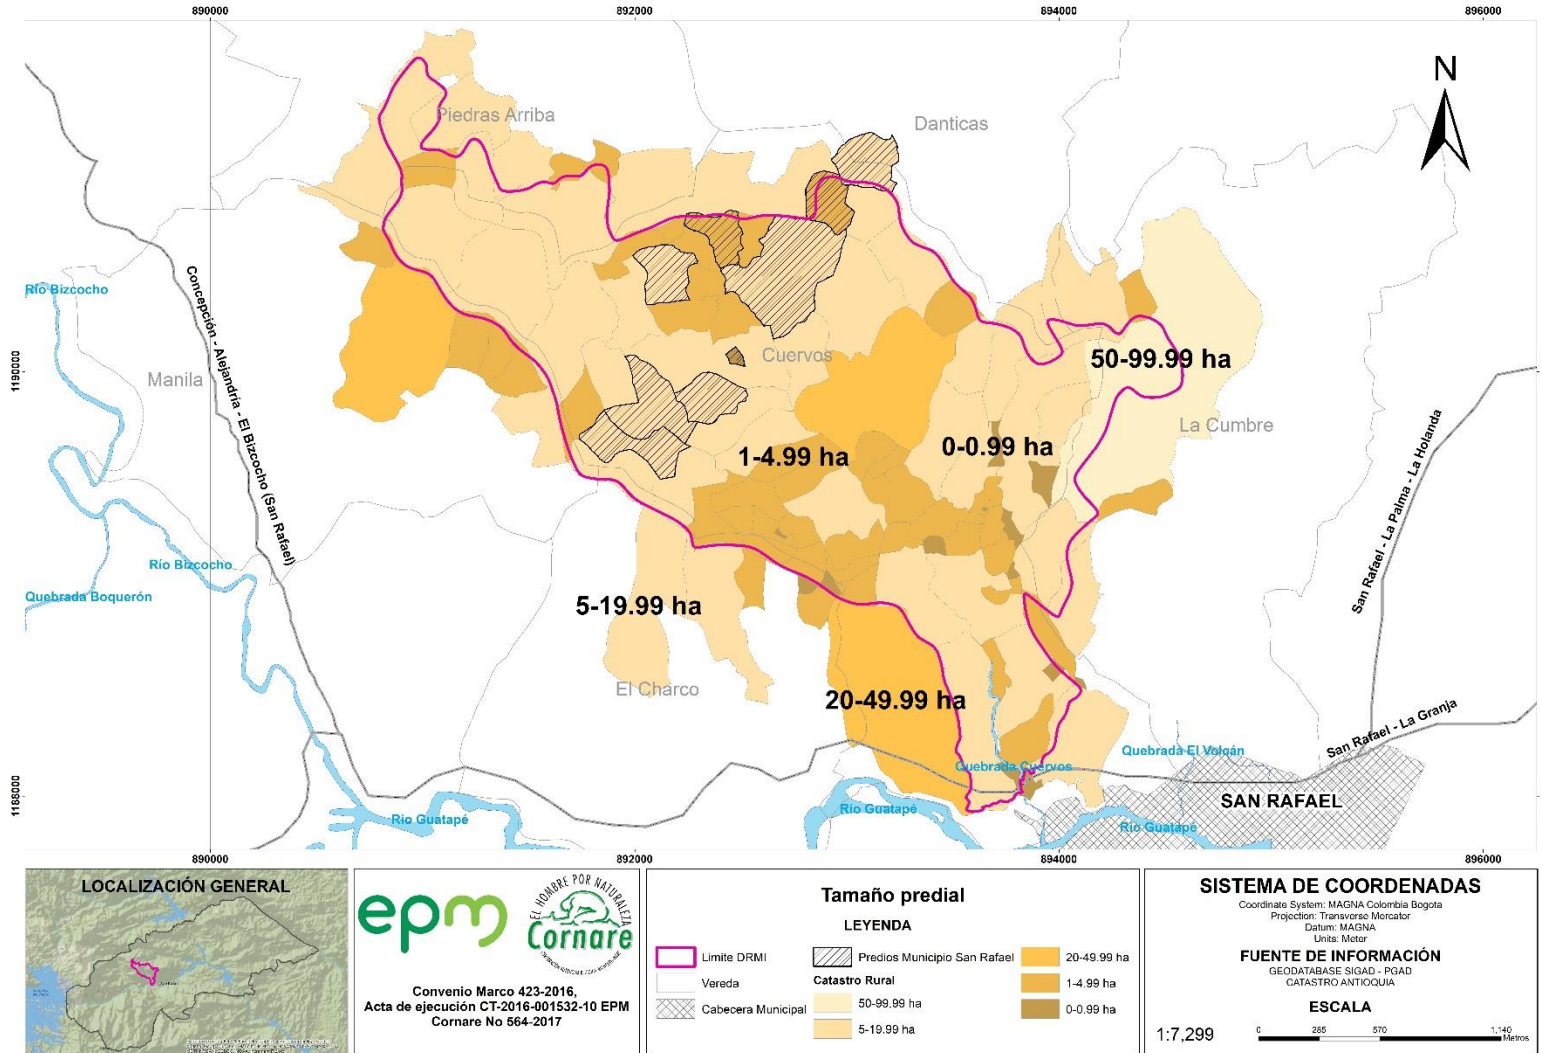 890000
892000
894000
896000
N
Piedras Arriba
Danticas
Río Bizcocho
Concepción - Alejandría - El Bizcocho (San Rafael)
Cuervos
50-99.99 ha
1190000
Manila
La Cumbre
San Rafael - La Palma - La Holanda
1-4.99 ha
0-0.99 ha
Río Bizcocho
Quebrada Boquerón
5-19.99 ha
El Charco
20-49.99 ha
San Rafael - La Granja
Quebrada El Volcán
Quebrada Cuervos
1188000
SAN RAFAEL
Río Guatapé
Río Guatapé
Río Guatapé
890000
892000
894000
896000
LOCALIZACIÓN GENERAL
epm
EL HOMBRE POR NATURALEZA
Cornare
Convenio Marco 423-2016,
Acta de ejecución CT-2016-001532-10 EPM
Cornare No 564-2017
Tamaño predial
LEYENDA
Limite DRMI
Vereda
Cabecera Municipal
Predios Municipio San Rafael
Catastro Rural
50-99.99 ha
5-19.99 ha
20-49.99 ha
1-4.99 ha
0-0.99 ha
SISTEMA DE COORDENADAS
Coordinate System: MAGNA Colombia Bogota
Projection: Transverse Mercator
Datum: MAGNA
Units: Meter
FUENTE DE INFORMACIÓN
GEODATABASE SIGAD - PGAD
CATASTRO ANTIOQUIA
ESCALA
1:7,299
0 285 570 1,140
Metros